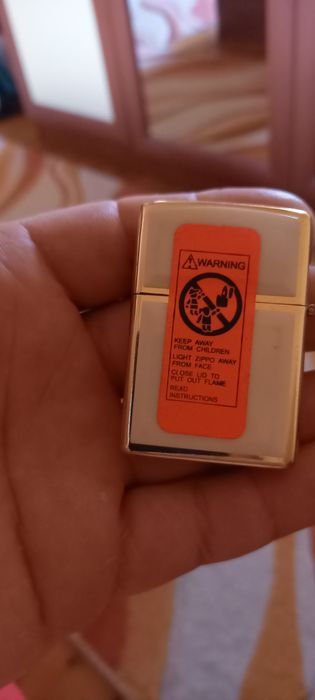 WARNING
KEEP AWAY
FROM CHILDREN
LIGHT ZIPPO AWAY
FROM FACE
CLOSE LID TO
PUT OUT FLAME
READ
INSTRUCTIONS